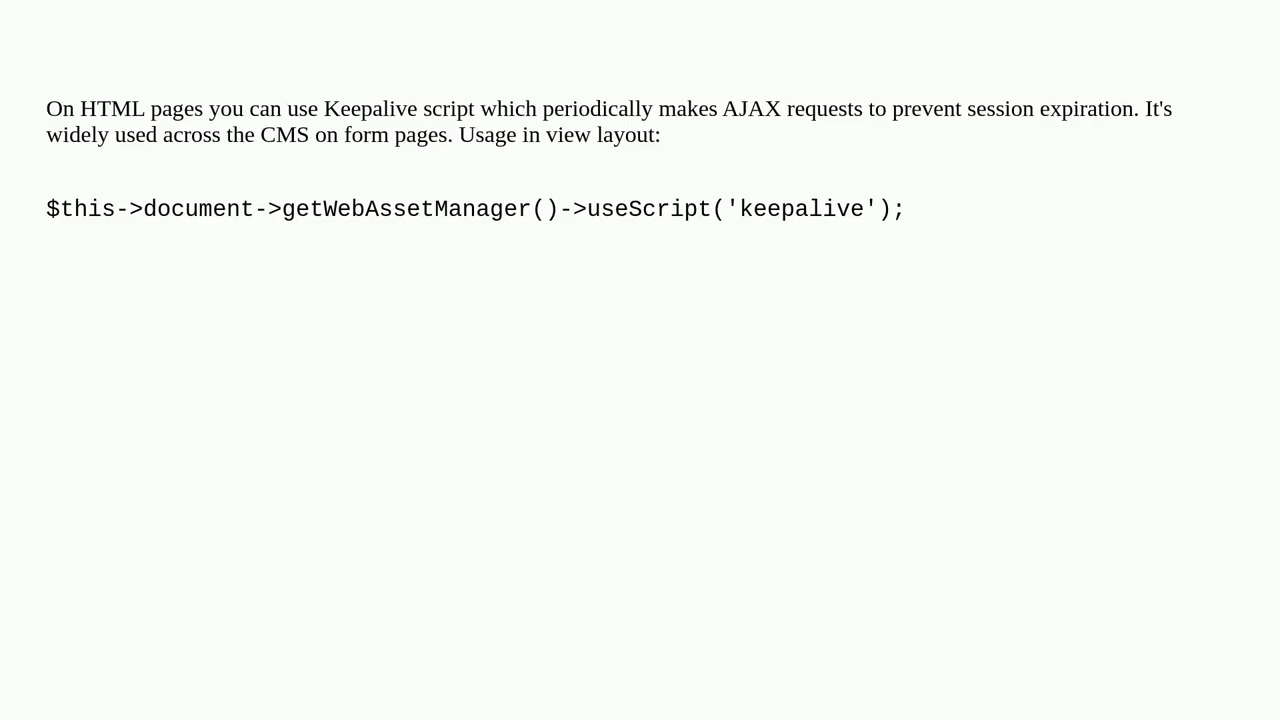 On HTML pages you can use Keepalive script which periodically makes AJAX requests to prevent session expiration. It's
widely used across the CMS on form pages. Usage in view layout:
$this->document->getWebAssetManager()->useScript('keepalive');